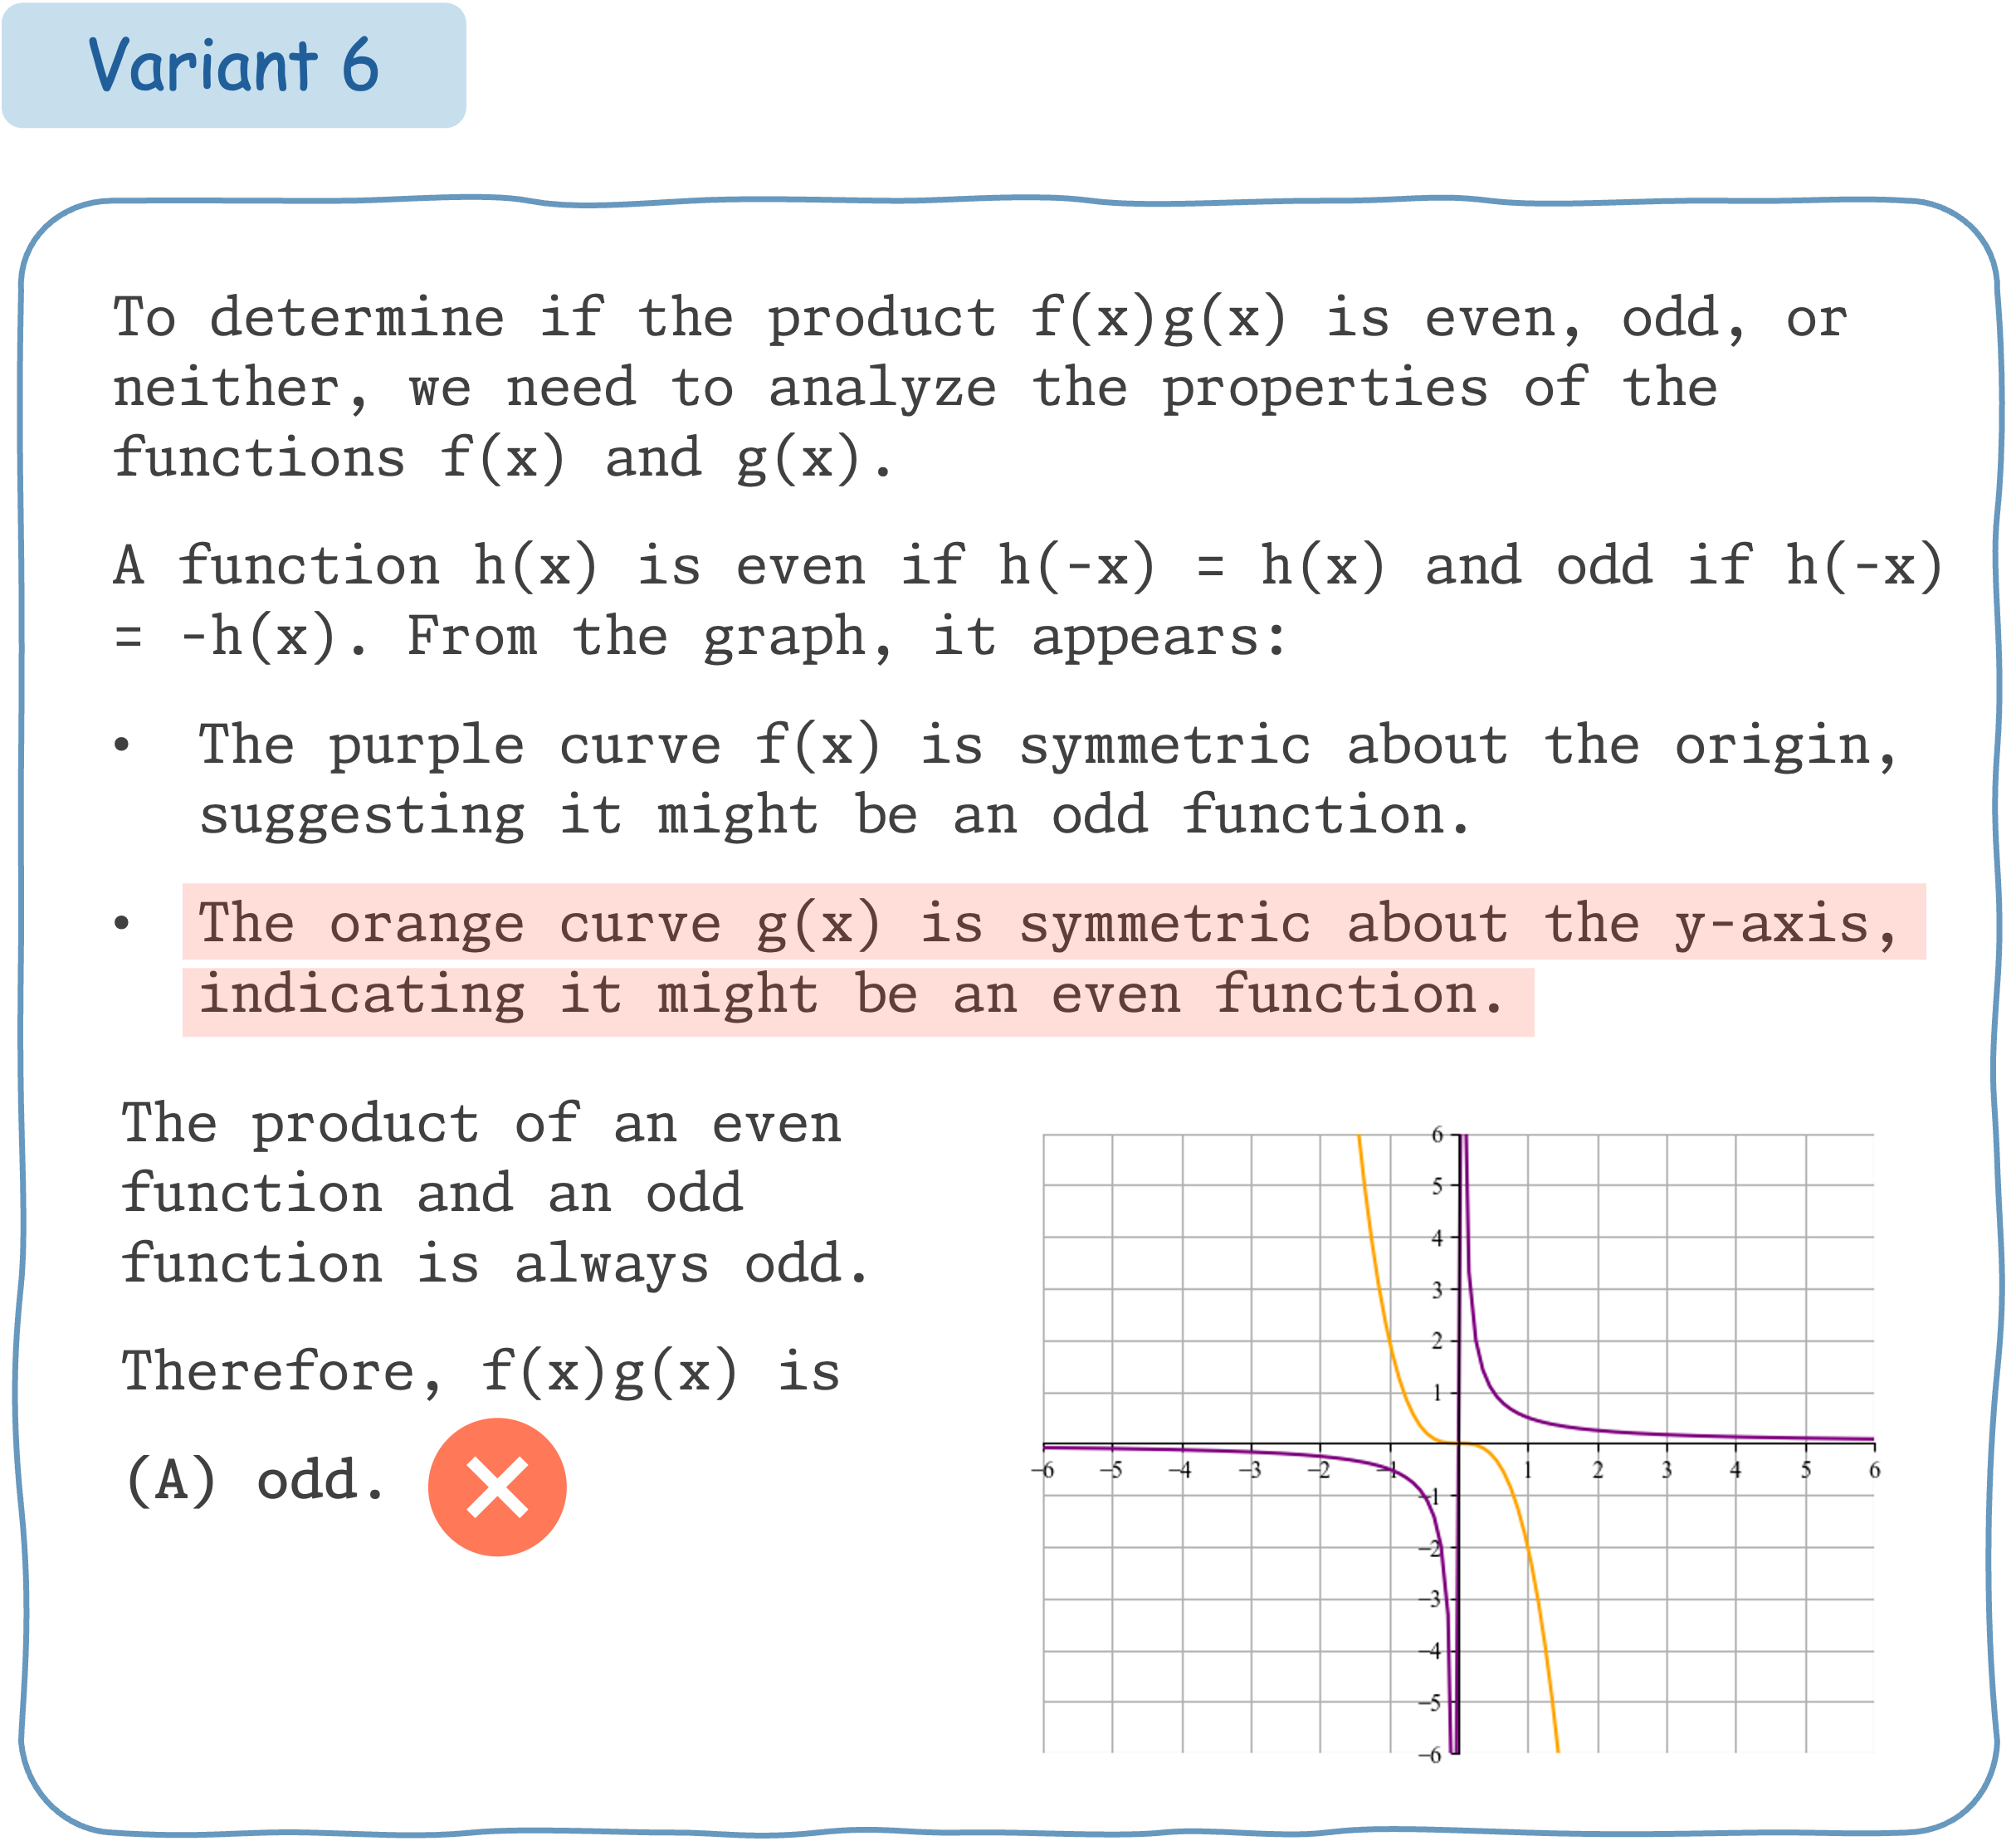 Variant 6
To determine if the product f(x)g(x) is even, odd, or
neither, we need to analyze the properties of the
functions f(x) and g(x).
A function h(x) is even if h(-x) = h(x) and odd if h(-x)
= -h(x). From the graph, it appears:
• The purple curve f(x) is symmetric about the origin,
suggesting it might be an odd function.
• The orange curve g(x) is symmetric about the y-axis,
indicating it might be an even function.
The product of an even
function and an odd
function is always odd.
Therefore, f(x)g(x) is
(A) odd.
6
5
4
3
2
1
−6 −5 −4 −3 −2 −1 1 2 3 4 5 6
−1
−2
−3
−4
−5
−6